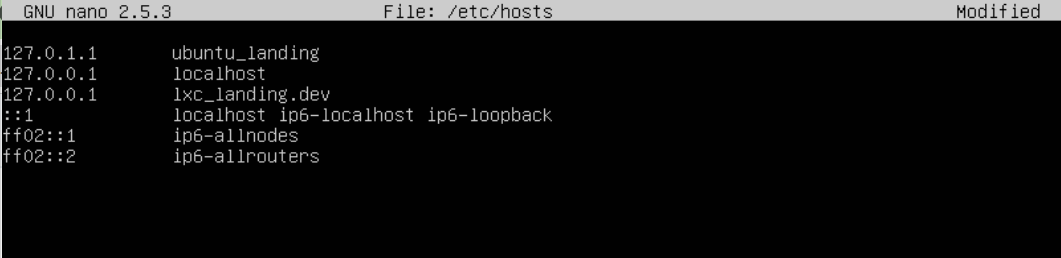 GNU nano 2.5.3 File: /etc/hosts Modified
127.0.1.1 ubuntu_landing
127.0.0.1 localhost
127.0.0.1 lxc_landing.dev
::1 localhost ip6-localhost ip6-loopback
ff02::1 ip6-allnodes
ff02::2 ip6-allrouters